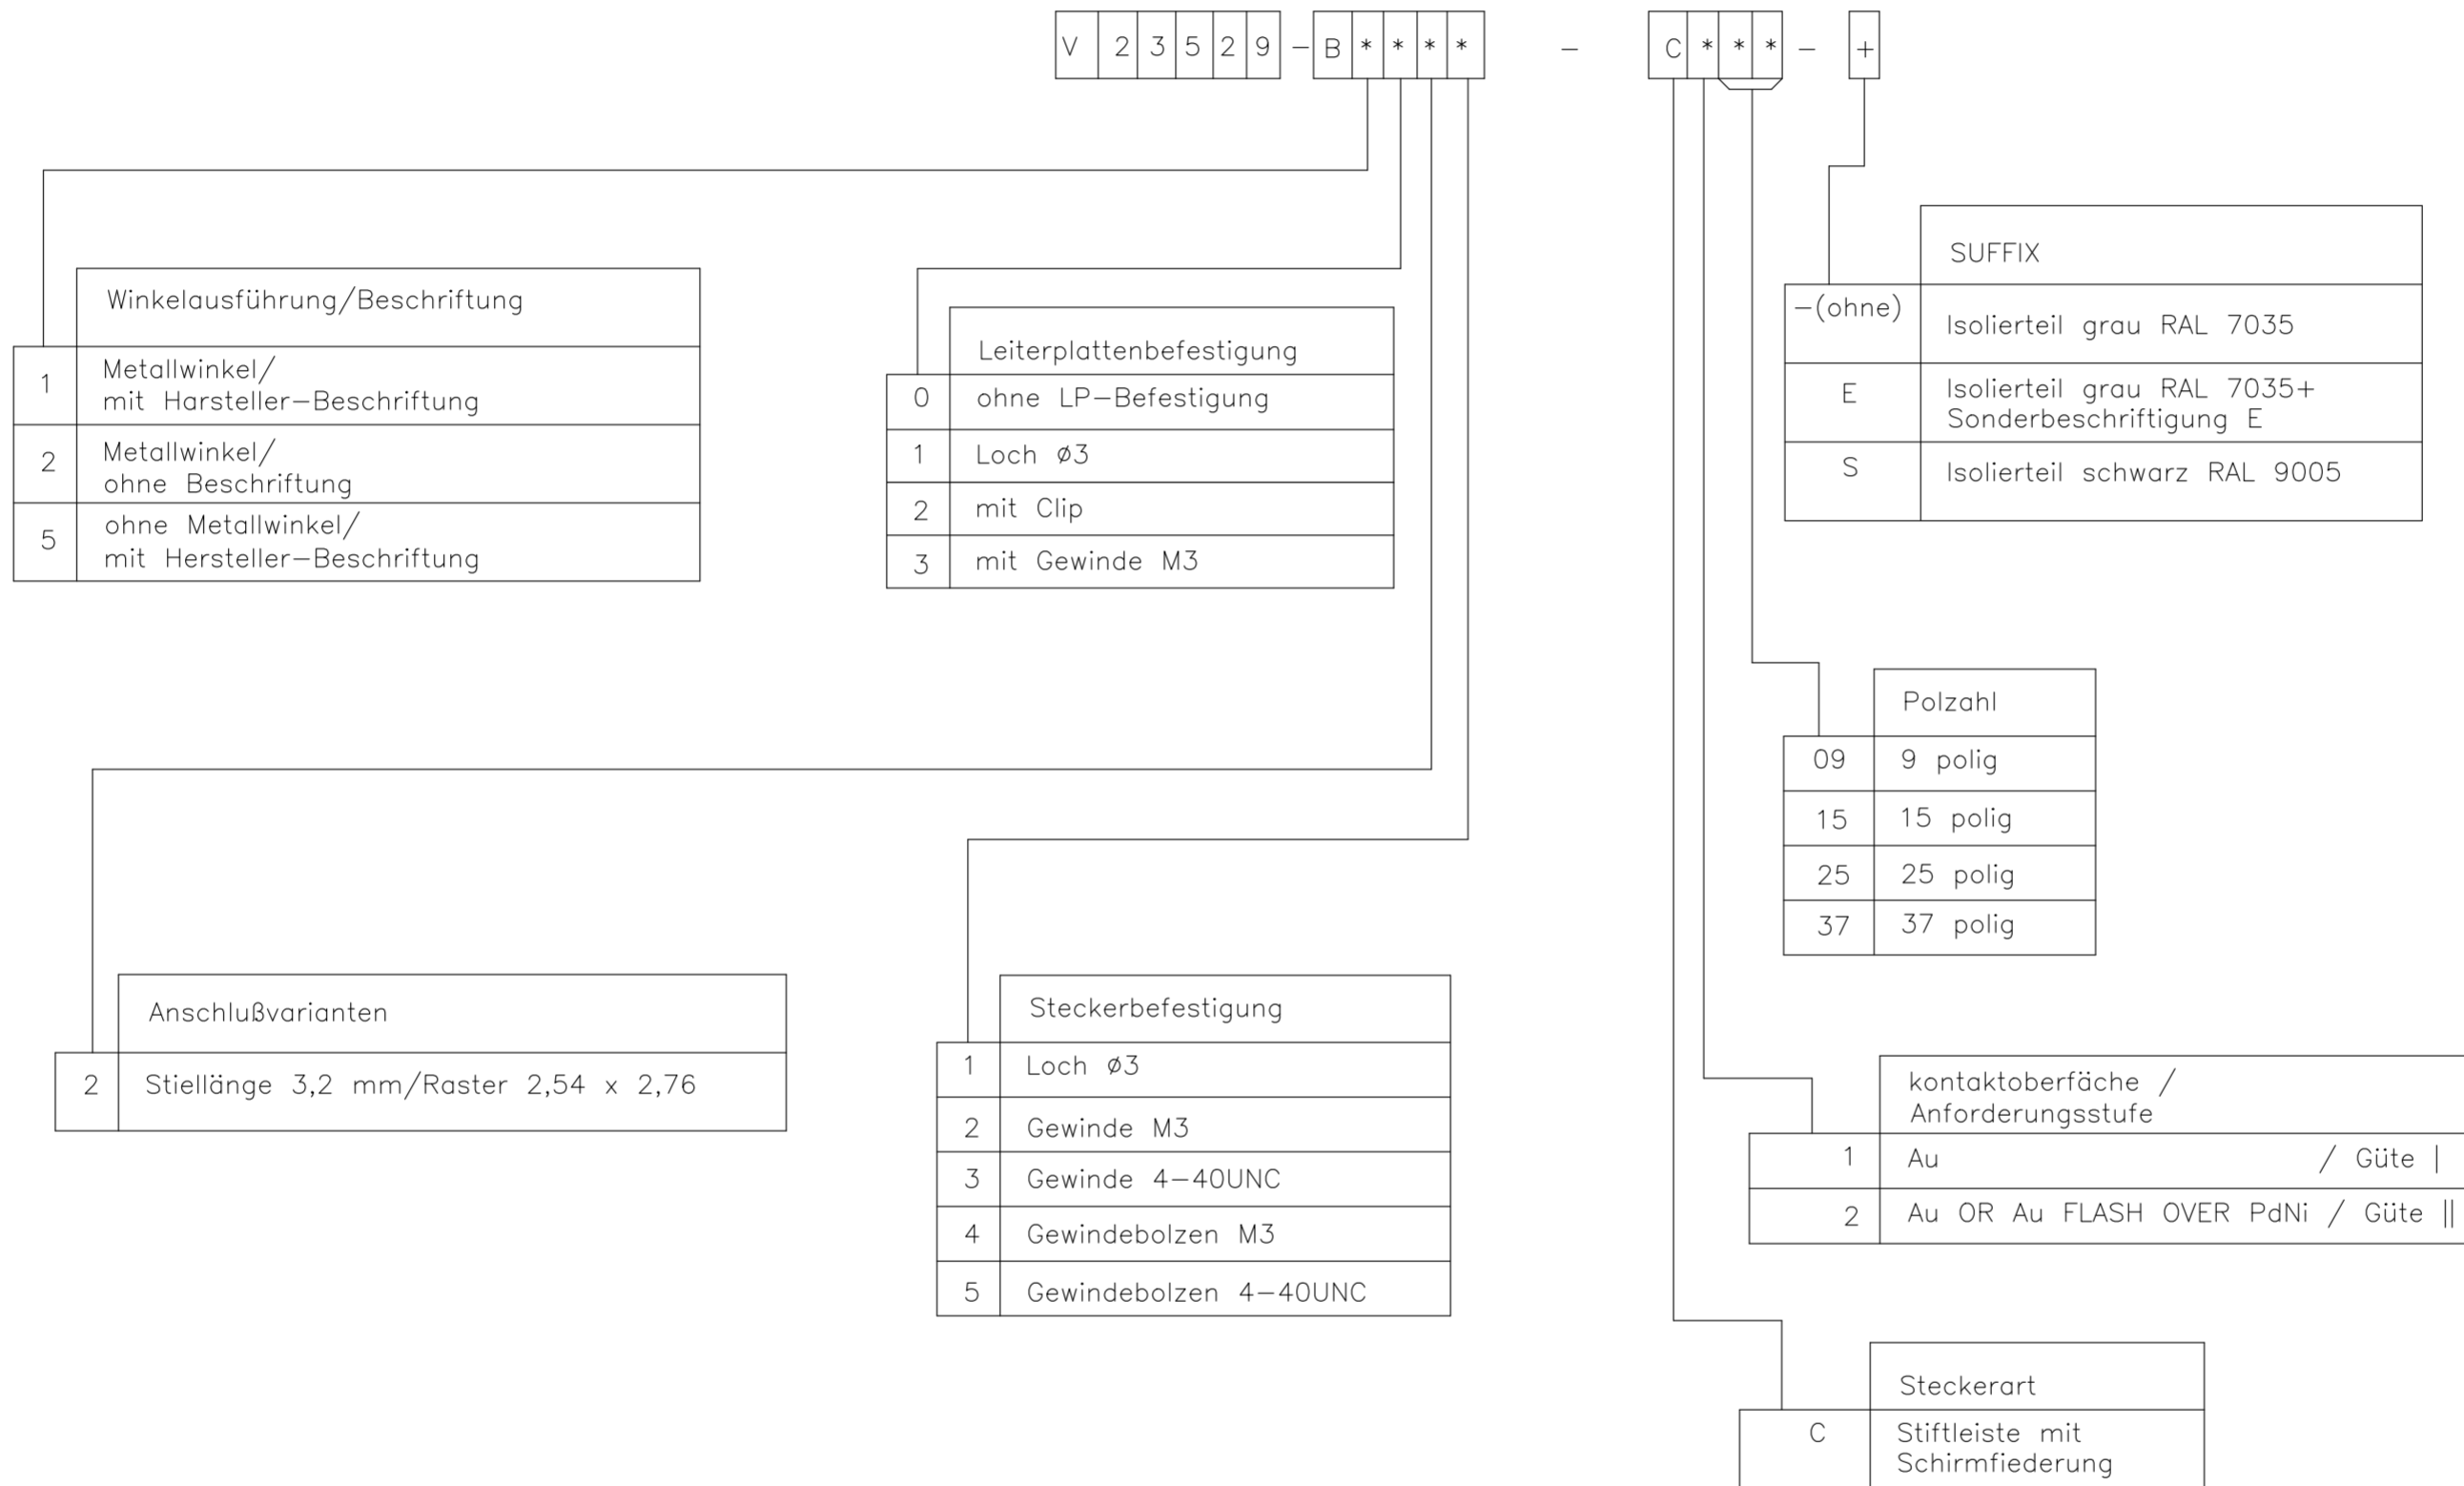 V 23529-B**** - C***- +
SUFFIX
-(ohne) Isolierteil grau RAL 7035
E Isolierteil grau RAL 7035+
Sonderbeschriftigung E
S Isolierteil schwarz RAL 9005
Winkelausführung/Beschriftung
1 Metallwinkel/
mit Harsteller-Beschriftung
2 Metallwinkel/
ohne Beschriftung
5 ohne Metallwinkel/
mit Hersteller-Beschriftung
Leiterplattenbefestigung
0 ohne LP-Befestigung
1 Loch ø3
2 mit Clip
3 mit Gewinde M3
Polzahl
09 9 polig
15 15 polig
25 25 polig
37 37 polig
Anschlußvarianten
2 Stiellänge 3,2 mm/Raster 2,54 x 2,76
Steckerbefestigung
1 Loch ø3
2 Gewinde M3
3 Gewinde 4-40UNC
4 Gewindebolzen M3
5 Gewindebolzen 4-40UNC
kontaktoberfäche /
Anforderungsstufe
1 Au / Güte |
2 Au OR Au FLASH OVER PdNi / Güte ||
Steckerart
C Stiftleiste mit
Schirmfiederung